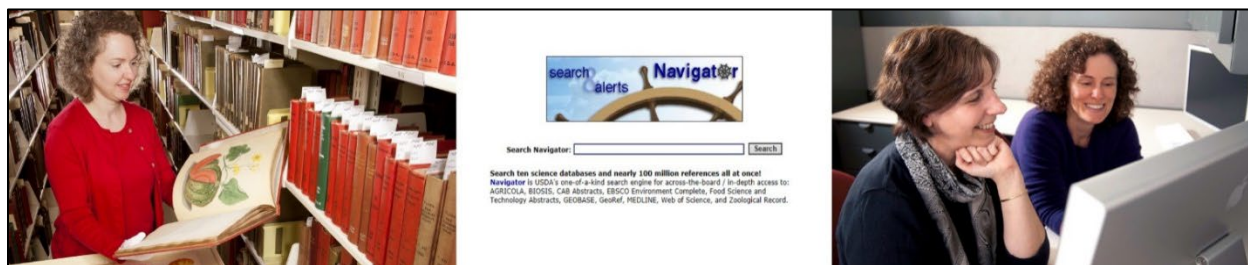 search & alerts Navigator
Search Navigator: Search
Search ten science databases and nearly 100 million references all at once!
Navigator is USDA's one-of-a-kind search engine for across-the-board / in-depth access to:
AGRICOLA, BIOSIS, CAB Abstracts, EBSCO Environment Complete, Food Science and
Technology Abstracts, GEOBASE, GeoRef, MEDLINE, Web of Science, and Zoological Record.